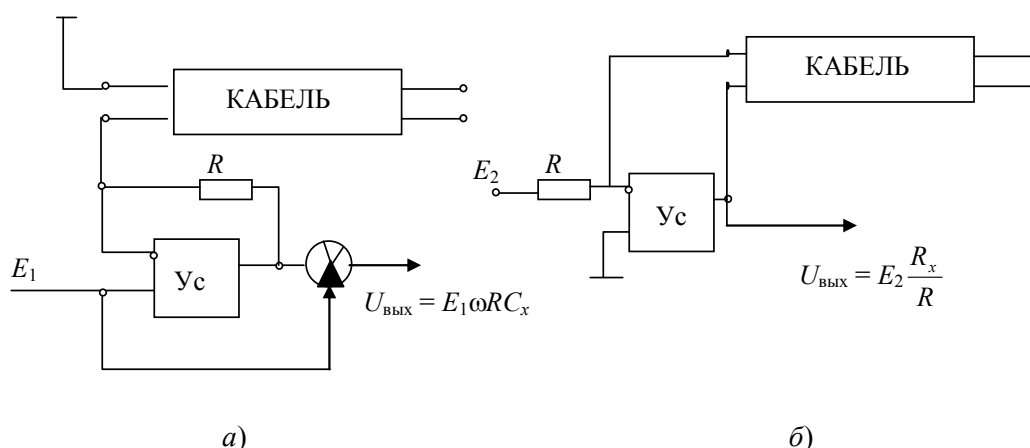 КАБЕЛЬ
R
E₁
Ус
Uвых = E₁ωRCₓ
а)
КАБЕЛЬ
E₂
R
Ус
Uвых = E₂ Rₓ/R
б)